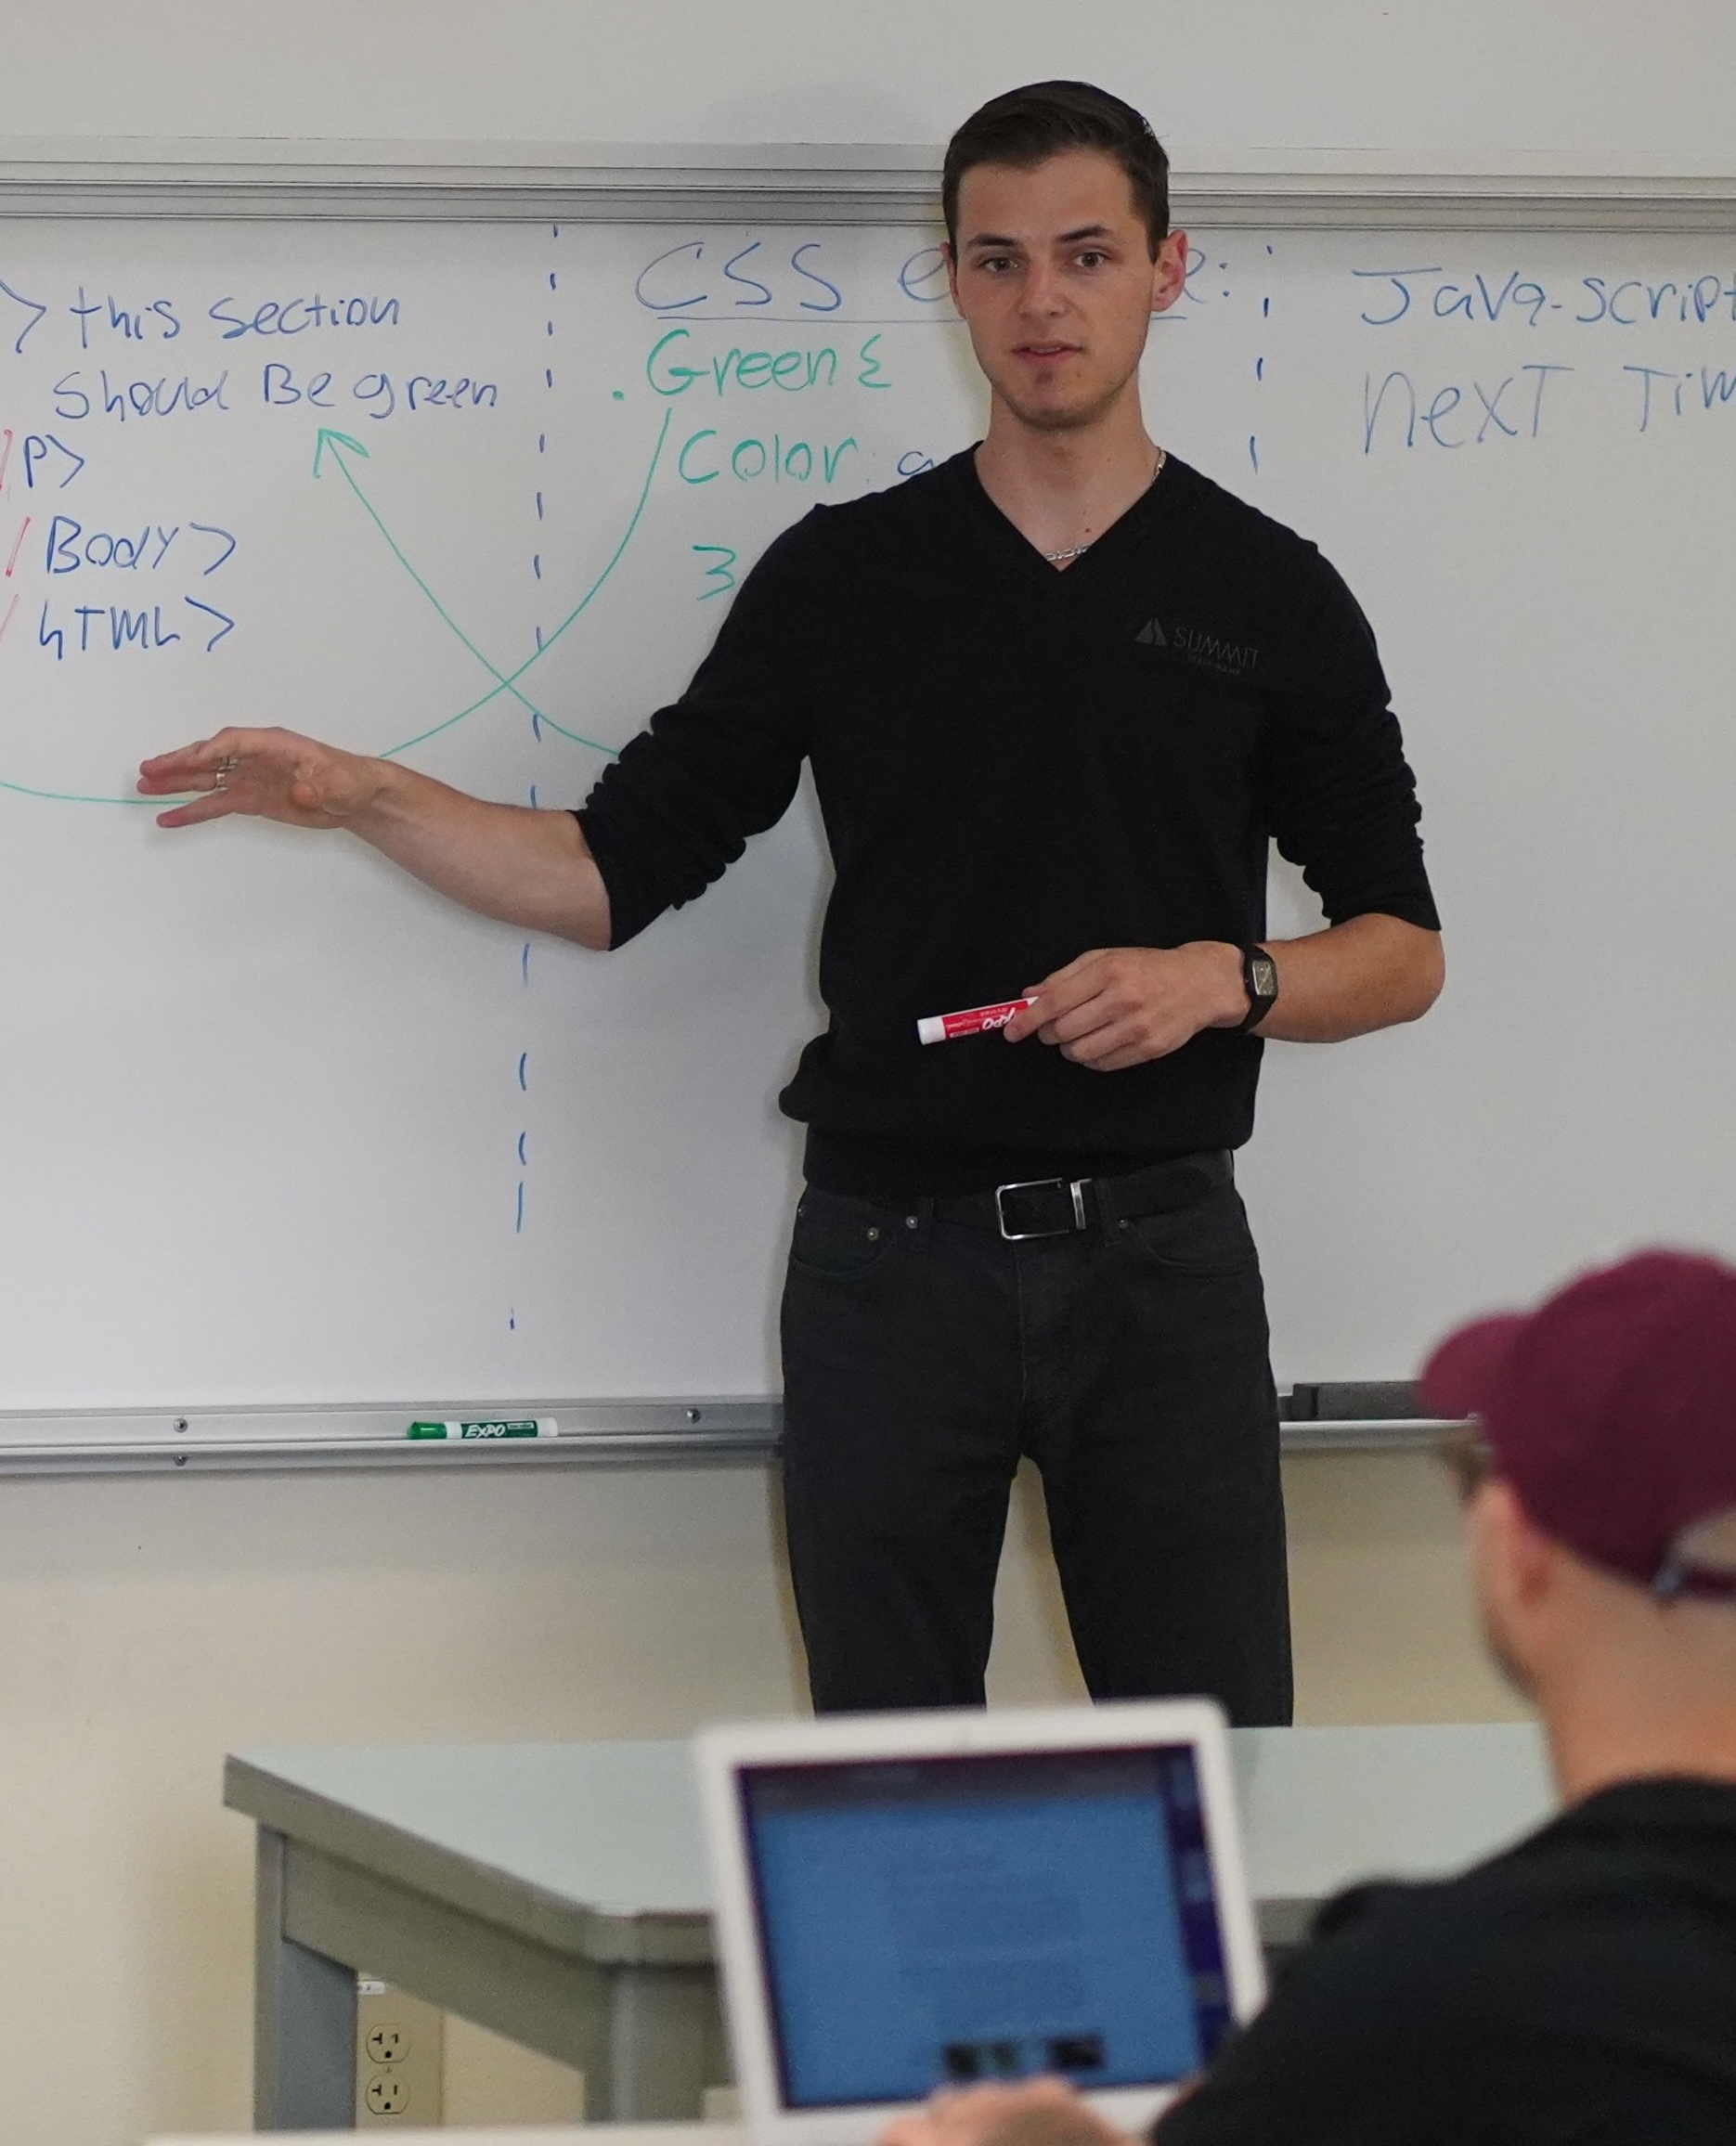 > this section
should Be green
/P>
/Body>
/hTML>
CSS
.Green {
Color:
}
Java-script
next
SUMMIT
EXPO
EXPO